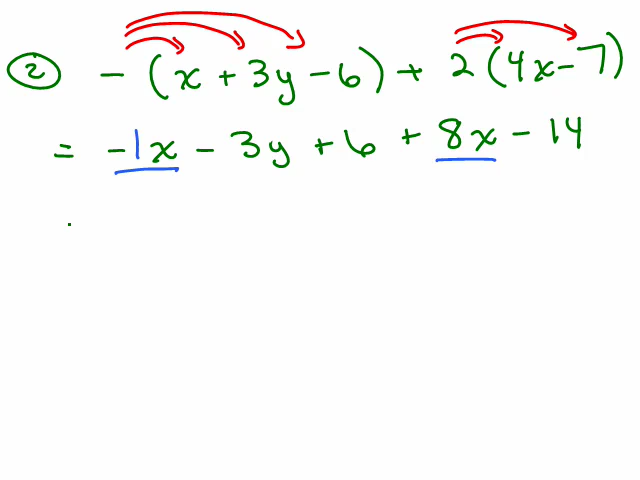 ② - (x + 3y - 6) + 2 (4x - 7)
= -1x - 3y + 6 + 8x - 14